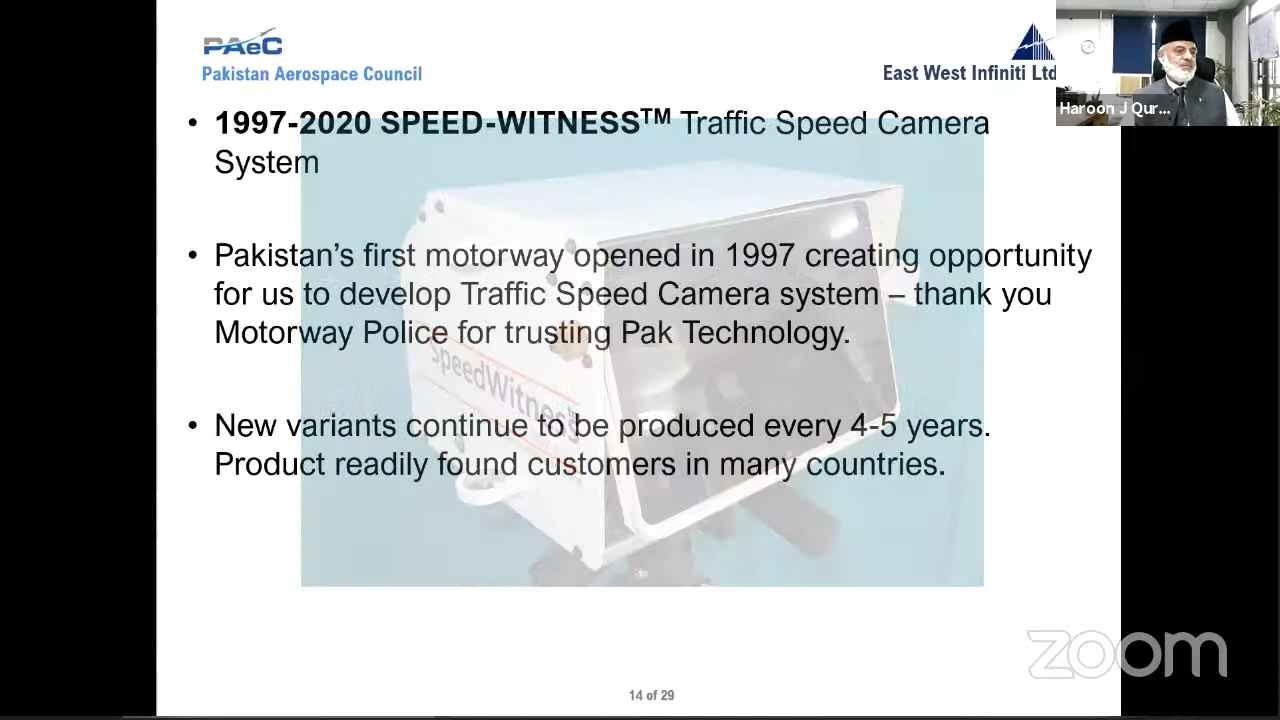 PAeC
Pakistan Aerospace Council
East West Infiniti Ltd
Haroon J Qur...
• 1997-2020 SPEED-WITNESS™ Traffic Speed Camera
System
• Pakistan’s first motorway opened in 1997 creating opportunity
for us to develop Traffic Speed Camera system – thank you
Motorway Police for trusting Pak Technology.
SpeedWitness
• New variants continue to be produced every 4-5 years.
Product readily found customers in many countries.
zoom
14 of 29